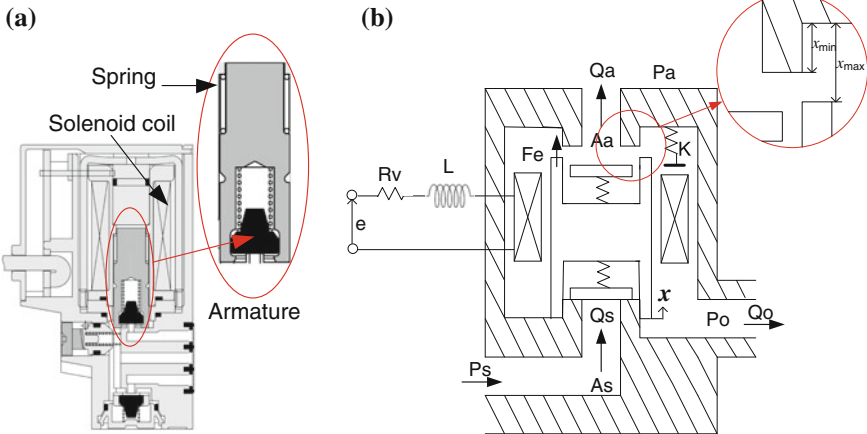 (a)
Spring
Solenoid coil
Armature
(b)
Qa
Pa
xmin
xmax
Fe
Aa
K
Rv
L
e
x
Qs
Po
Qo
Ps
As